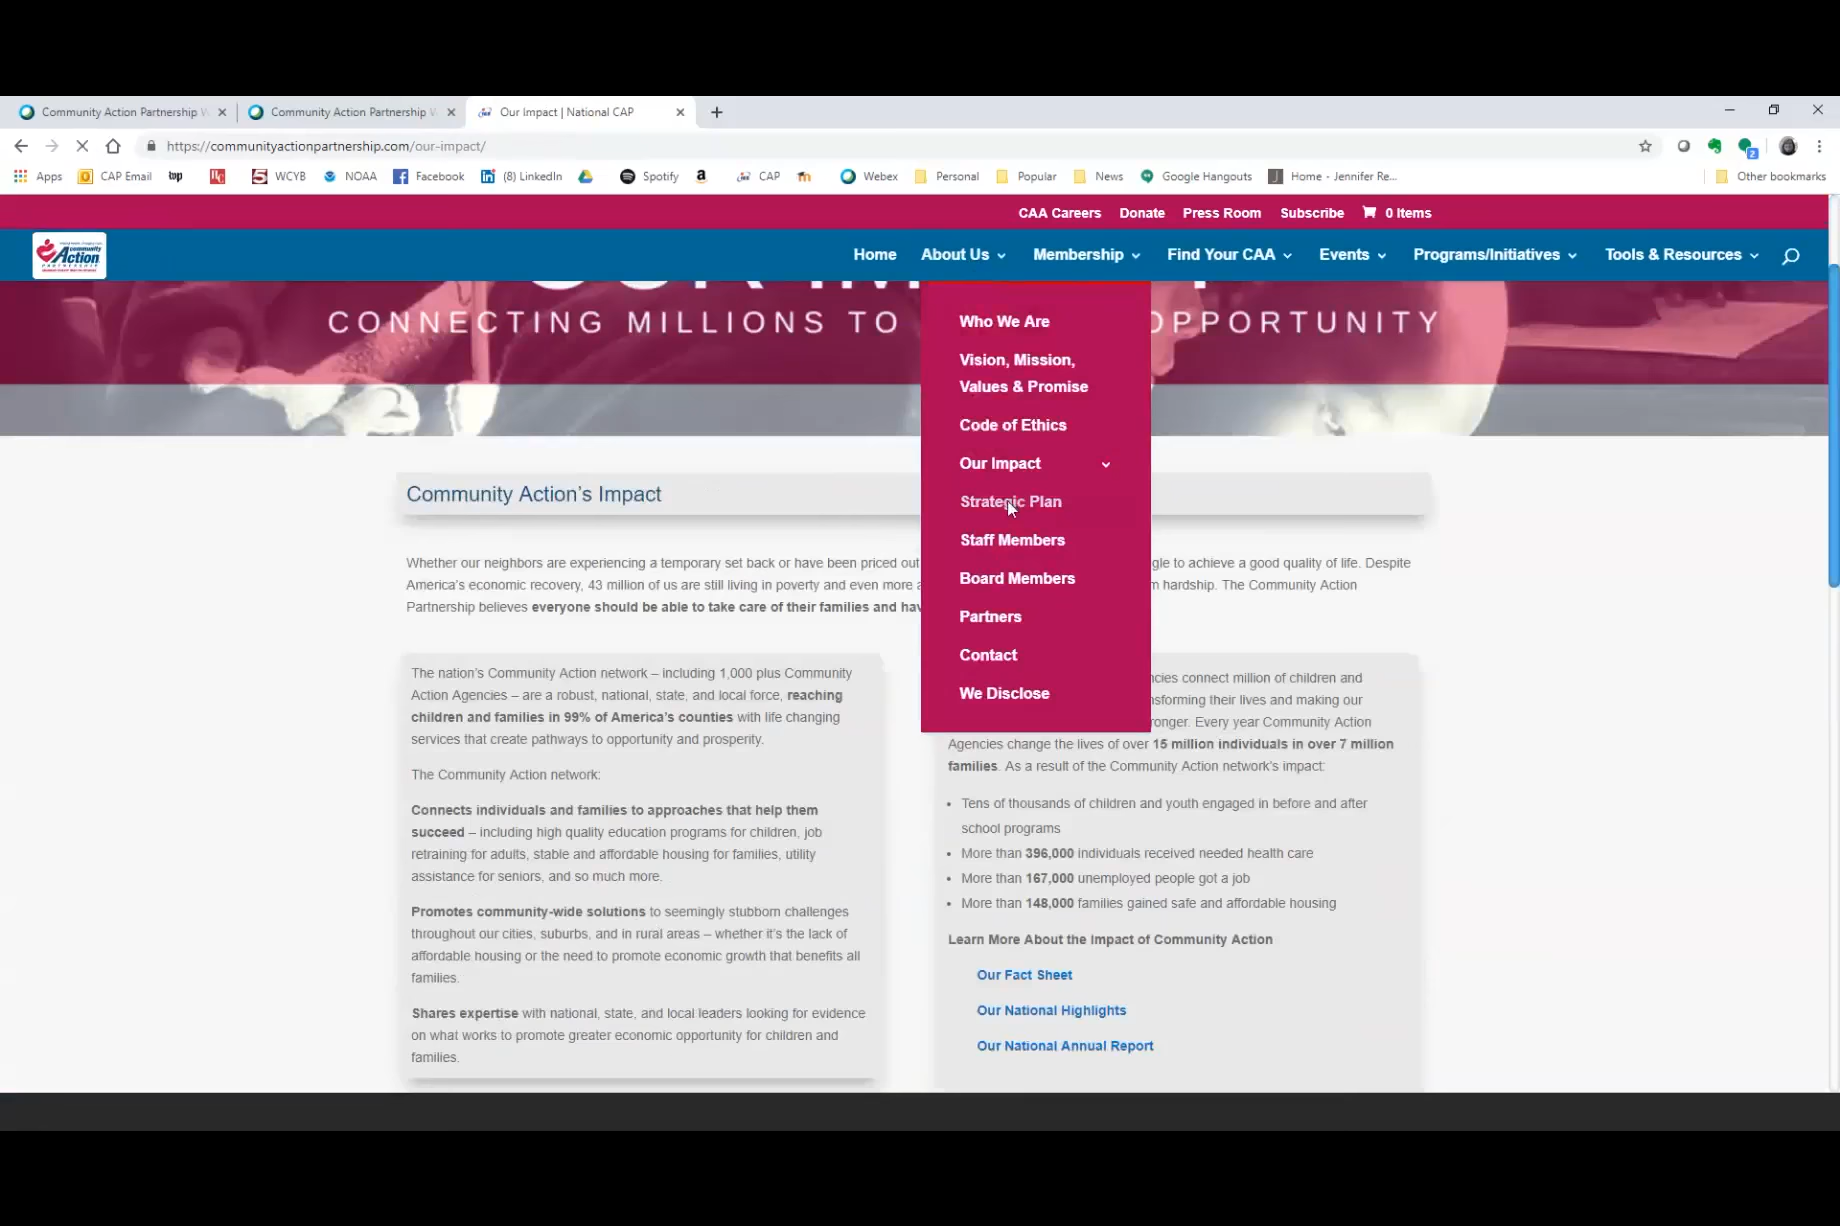 Community Action Partnership W
Community Action Partnership W
Our Impact | National CAP
https://communityactionpartnership.com/our-impact/
Apps
CAP Email
WCYB
NOAA
Facebook
(8) LinkedIn
Spotify
CAP
Webex
Personal
Popular
News
Google Hangouts
Home - Jennifer Re...
Other bookmarks
CAA Careers
Donate
Press Room
Subscribe
0 Items
community
Action
PARTNERSHIP
Home
About Us
Membership
Find Your CAA
Events
Programs/Initiatives
Tools & Resources
CONNECTING MILLIONS TO OPPORTUNITY
Who We Are
Vision, Mission,
Values & Promise
Code of Ethics
Our Impact
Strategic Plan
Staff Members
Board Members
Partners
Contact
We Disclose
Community Action's Impact
Whether our neighbors are experiencing a temporary set back or have been priced out gle to achieve a good quality of life. Despite
America's economic recovery, 43 million of us are still living in poverty and even more a m hardship. The Community Action
Partnership believes everyone should be able to take care of their families and hav
The nation's Community Action network – including 1,000 plus Community
Action Agencies – are a robust, national, state, and local force, reaching
children and families in 99% of America's counties with life changing
services that create pathways to opportunity and prosperity.
The Community Action network:
Connects individuals and families to approaches that help them
succeed – including high quality education programs for children, job
retraining for adults, stable and affordable housing for families, utility
assistance for seniors, and so much more.
Promotes community-wide solutions to seemingly stubborn challenges
throughout our cities, suburbs, and in rural areas – whether it's the lack of
affordable housing or the need to promote economic growth that benefits all
families.
Shares expertise with national, state, and local leaders looking for evidence
on what works to promote greater economic opportunity for children and
families.
ncies connect million of children and
nsforming their lives and making our
ronger. Every year Community Action
Agencies change the lives of over 15 million individuals in over 7 million
families. As a result of the Community Action network's impact:
• Tens of thousands of children and youth engaged in before and after
school programs
• More than 396,000 individuals received needed health care
• More than 167,000 unemployed people got a job
• More than 148,000 families gained safe and affordable housing
Learn More About the Impact of Community Action
Our Fact Sheet
Our National Highlights
Our National Annual Report